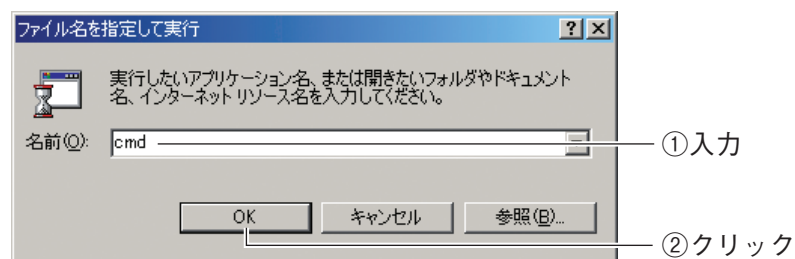 ファイル名を指定して実行
実行したいアプリケーション名、または開きたいフォルダやドキュメント
名、インターネット リソース名を入力してください。
名前(O): cmd
①入力
OK キャンセル 参照(B)...
②クリック